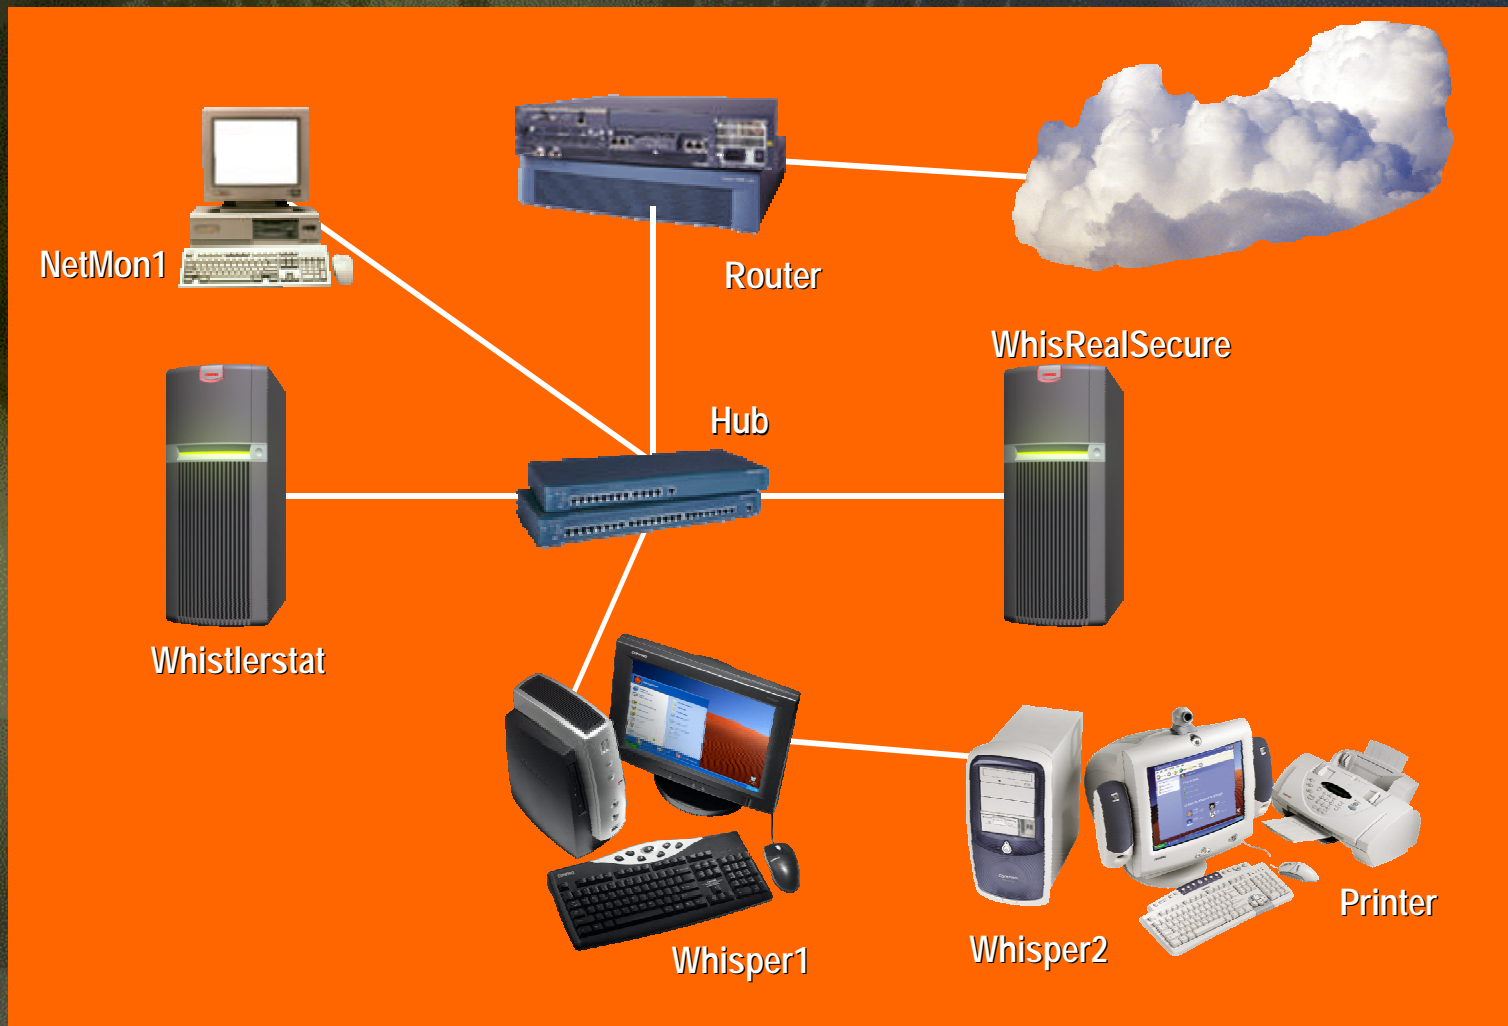 NetMon1
Router
WhisRealSecure
Hub
Whistlerstat
Whisper1
Whisper2
Printer